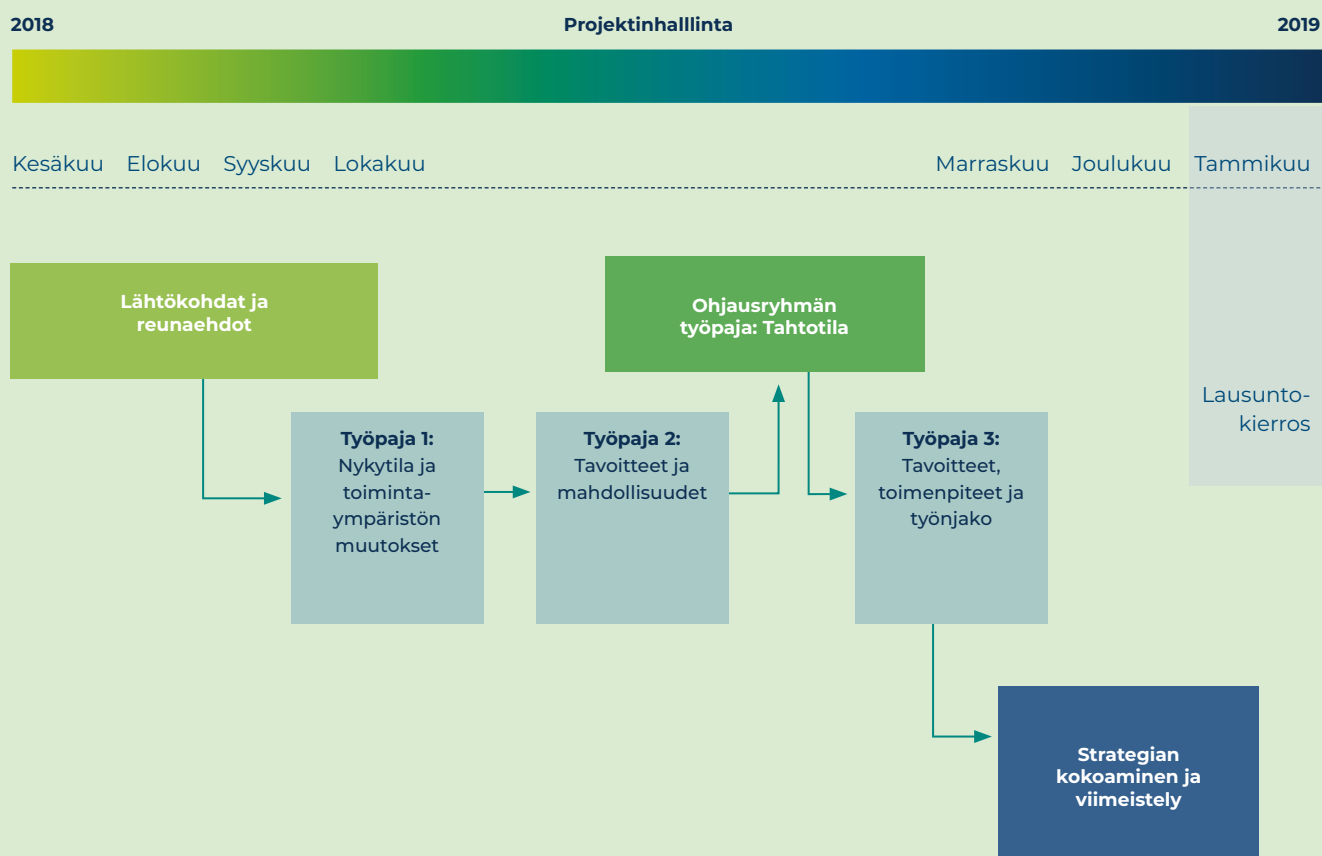 2018 Projektinhalllinta 2019
Kesäkuu Elokuu Syyskuu Lokakuu Marraskuu Joulukuu Tammikuu
Lähtökohdat ja
reunaehdot
Ohjausryhmän
työpaja: Tahtotila
Lausunto-
kierros
Työpaja 1:
Nykytila ja
toiminta-
ympäristön
muutokset
Työpaja 2:
Tavoitteet ja
mahdollisuudet
Työpaja 3:
Tavoitteet,
toimenpiteet ja
työnjako
Strategian
kokoaminen ja
viimeistely